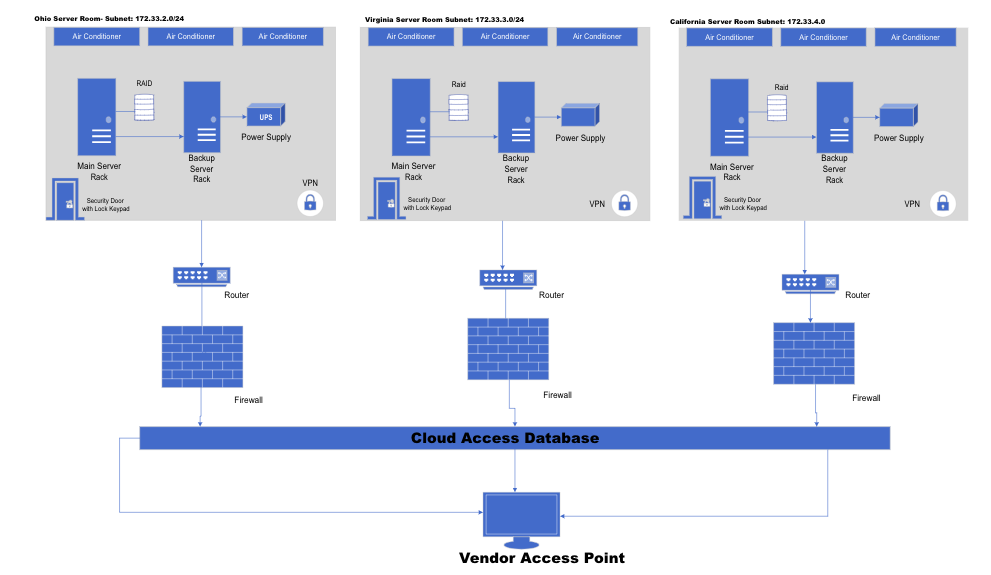 Ohio Server Room- Subnet: 172.33.2.0/24
Air Conditioner
Air Conditioner
Air Conditioner
RAID
UPS
Power Supply
Main Server
Rack
Backup
Server
Rack
Security Door
with Lock Keypad
VPN
Router
Firewall
Virginia Server Room Subnet: 172.33.3.0/24
Air Conditioner
Air Conditioner
Air Conditioner
Raid
Power Supply
Main Server
Rack
Backup
Server
Rack
Security Door
with Lock Keypad
VPN
Router
Firewall
California Server Room Subnet: 172.33.4.0
Air Conditioner
Air Conditioner
Air Conditioner
Raid
Power Supply
Main Server
Rack
Backup
Server
Rack
Security Door
with Lock Keypad
VPN
Router
Firewall
Cloud Access Database
Vendor Access Point